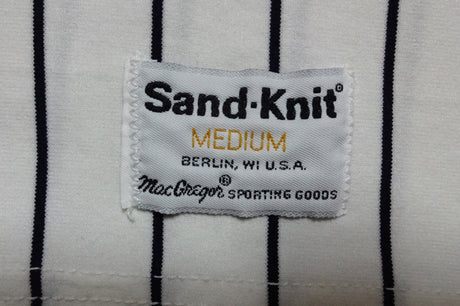 Sand-Knit®
MEDIUM
BERLIN, WI U.S.A.
MacGregor® SPORTING GOODS